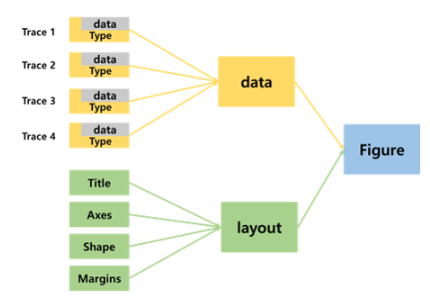 Trace 1
data
Type
Trace 2
data
Type
Trace 3
data
Type
Trace 4
data
Type
data
Figure
Title
Axes
Shape
Margins
layout